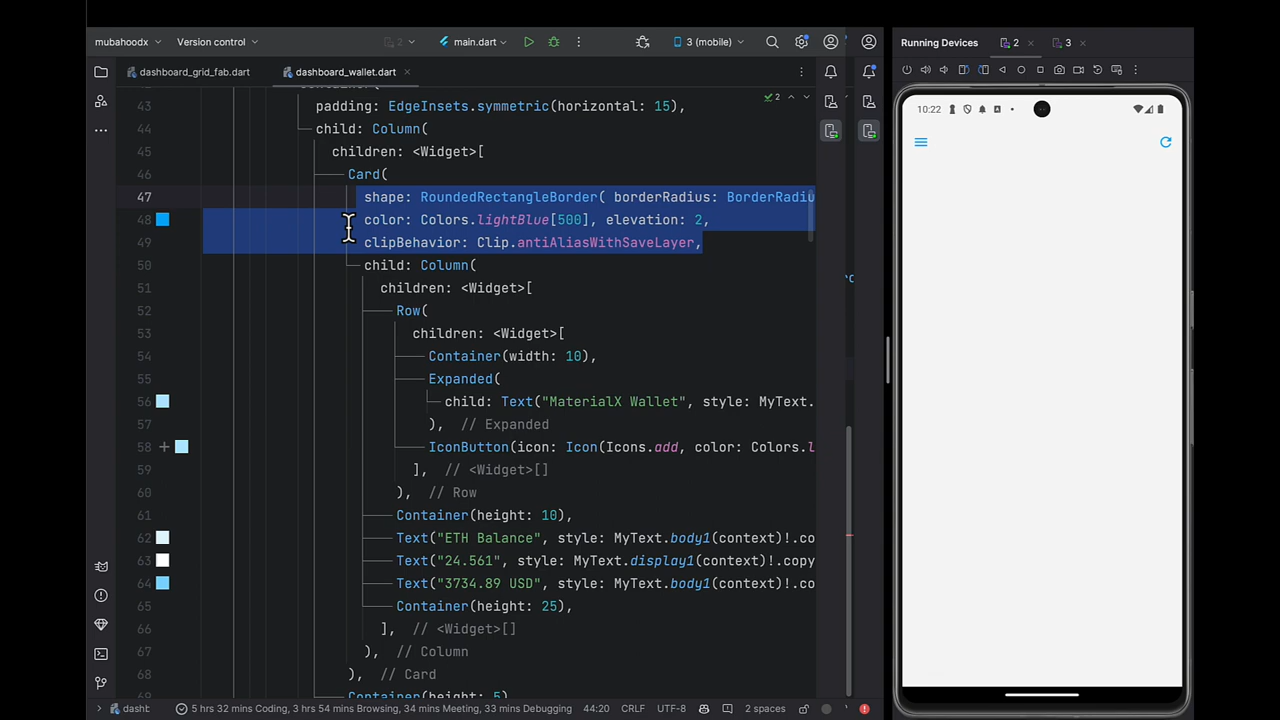 mubahoodx
Version control
2
main.dart
3 (mobile)
Running Devices
2
3
dashboard_grid_fab.dart
dashboard_wallet.dart
2
43 padding: EdgeInsets.symmetric(horizontal: 15),
44 child: Column(
45 children: <Widget>[
46 Card(
47 shape: RoundedRectangleBorder( borderRadius: BorderRadiu
48 color: Colors.lightBlue[500], elevation: 2,
49 clipBehavior: Clip.antiAliasWithSaveLayer,
50 child: Column(
51 children: <Widget>[
52 Row(
53 children: <Widget>[
54 Container(width: 10),
55 Expanded(
56 child: Text("MaterialX Wallet", style: MyText.
57 ), // Expanded
58 IconButton(icon: Icon(Icons.add, color: Colors.l
59 ], // <Widget>[]
60 ), // Row
61 Container(height: 10),
62 Text("ETH Balance", style: MyText.body1(context)!.co
63 Text("24.561", style: MyText.display1(context)!.copy
64 Text("3734.89 USD", style: MyText.body1(context)!.co
65 Container(height: 25),
66 ], // <Widget>[]
67 ), // Column
68 ), // Card
69 Container(height: 5)
dashb
5 hrs 32 mins Coding, 3 hrs 54 mins Browsing, 34 mins Meeting, 33 mins Debugging
44:20
CRLF
UTF-8
2 spaces
10:22